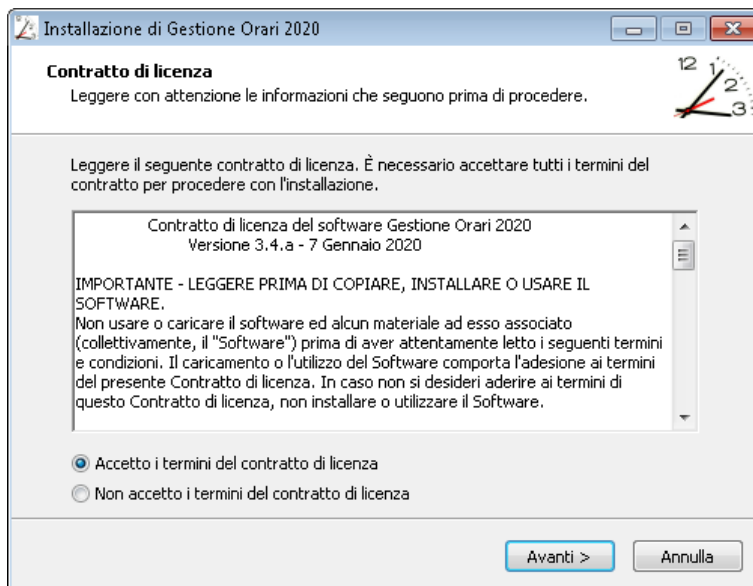 Installazione di Gestione Orari 2020
Contratto di licenza
Leggere con attenzione le informazioni che seguono prima di procedere.
12
1
2
3
Leggere il seguente contratto di licenza. È necessario accettare tutti i termini del
contratto per procedere con l'installazione.
Contratto di licenza del software Gestione Orari 2020
Versione 3.4.a - 7 Gennaio 2020
IMPORTANTE - LEGGERE PRIMA DI COPIARE, INSTALLARE O USARE IL
SOFTWARE.
Non usare o caricare il software ed alcun materiale ad esso associato
(collettivamente, il "Software") prima di aver attentamente letto i seguenti termini
e condizioni. Il caricamento o l'utilizzo del Software comporta l'adesione ai termini
del presente Contratto di licenza. In caso non si desideri aderire ai termini di
questo Contratto di licenza, non installare o utilizzare il Software.
Accetto i termini del contratto di licenza
Non accetto i termini del contratto di licenza
Avanti >
Annulla